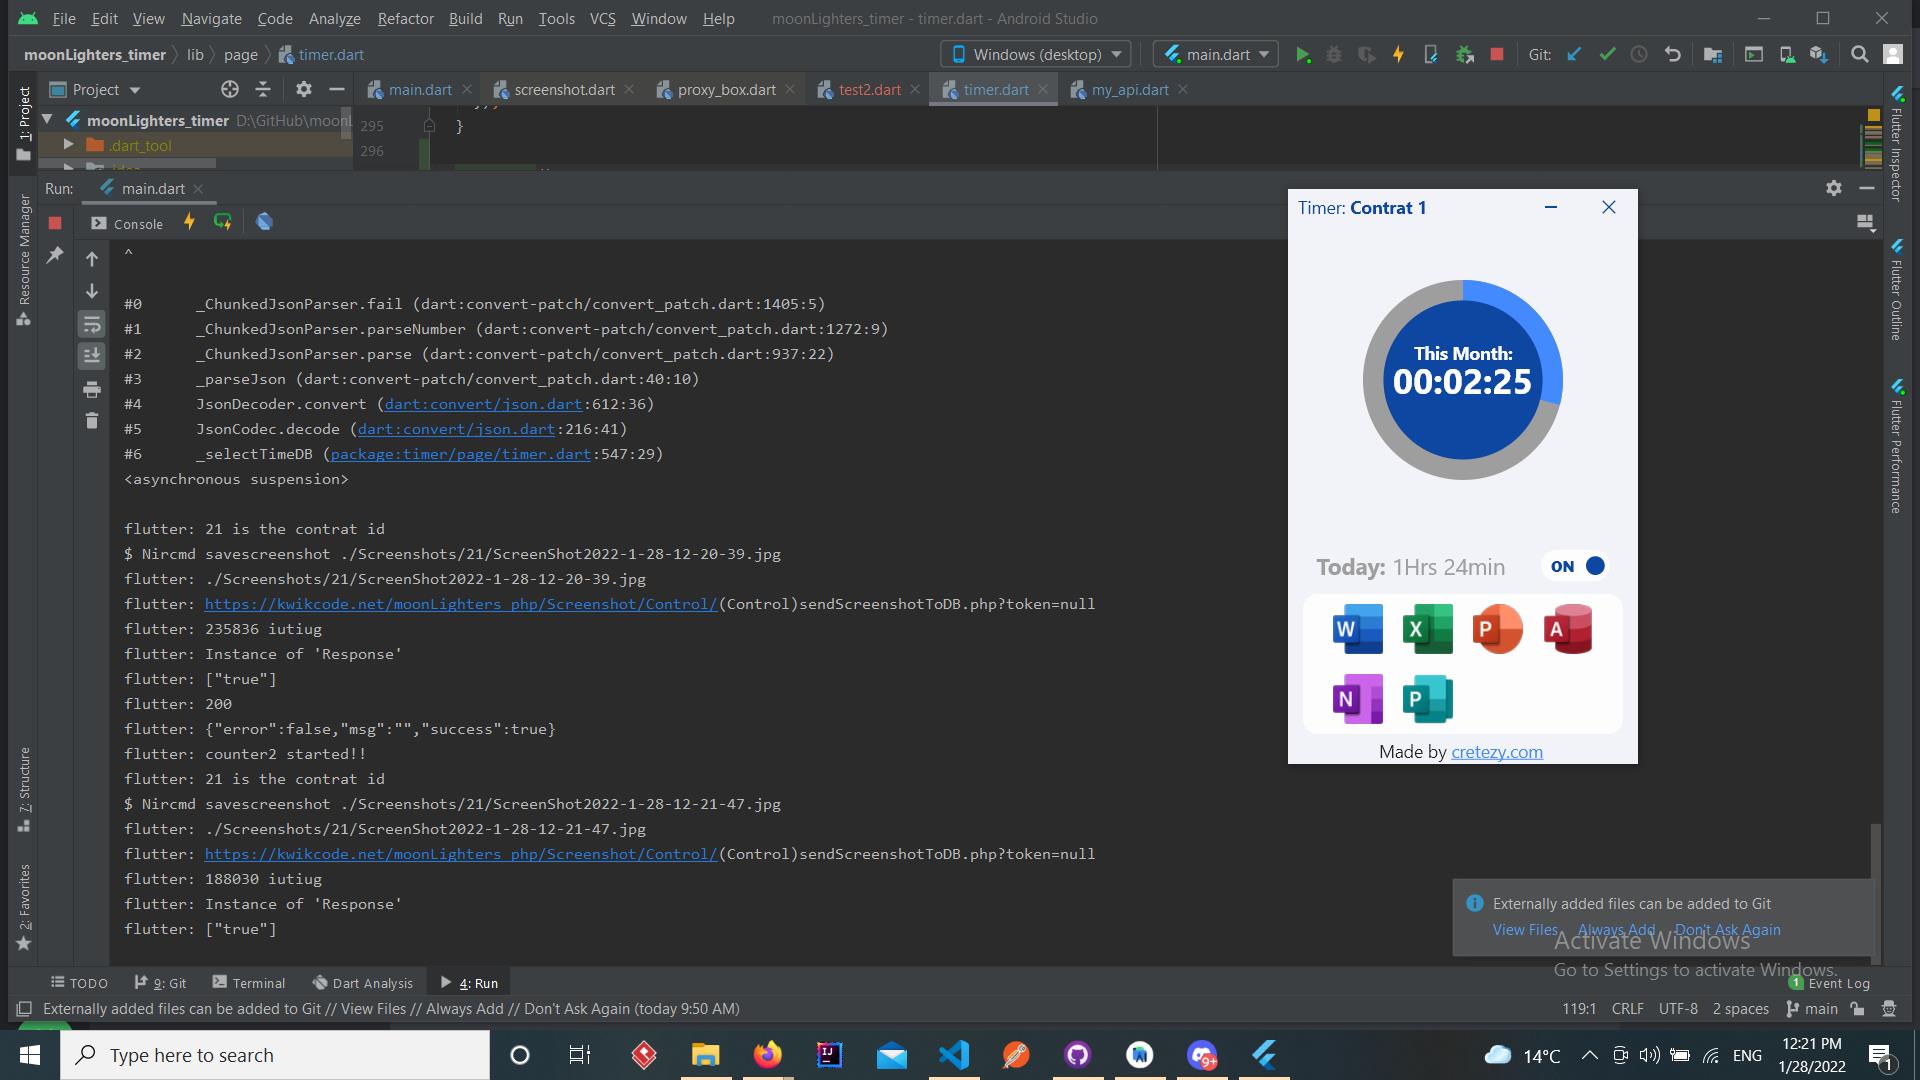 File Edit View Navigate Code Analyze Refactor Build Run Tools VCS Window Help moonLighters_timer - timer.dart - Android Studio
moonLighters_timer lib page timer.dart Windows (desktop) main.dart Git:
Project main.dart screenshot.dart proxy_box.dart test2.dart timer.dart my_api.dart
1: Project
moonLighters_timer D:\GitHub\moonL
.dart_tool
295 }
296
Run: main.dart
Console
Resource Manager
7: Structure
2: Favorites
^
#0 _ChunkedJsonParser.fail (dart:convert-patch/convert_patch.dart:1405:5)
#1 _ChunkedJsonParser.parseNumber (dart:convert-patch/convert_patch.dart:1272:9)
#2 _ChunkedJsonParser.parse (dart:convert-patch/convert_patch.dart:937:22)
#3 _parseJson (dart:convert-patch/convert_patch.dart:40:10)
#4 JsonDecoder.convert (dart:convert/json.dart:612:36)
#5 JsonCodec.decode (dart:convert/json.dart:216:41)
#6 _selectTimeDB (package:timer/page/timer.dart:547:29)
<asynchronous suspension>
flutter: 21 is the contrat id
$ Nircmd savescreenshot ./Screenshots/21/ScreenShot2022-1-28-12-20-39.jpg
flutter: ./Screenshots/21/ScreenShot2022-1-28-12-20-39.jpg
flutter: https://kwikcode.net/moonLighters_php/Screenshot/Control/(Control)sendScreenshotToDB.php?token=null
flutter: 235836 iutiug
flutter: Instance of 'Response'
flutter: ["true"]
flutter: 200
flutter: {"error":false,"msg":"","success":true}
flutter: counter2 started!!
flutter: 21 is the contrat id
$ Nircmd savescreenshot ./Screenshots/21/ScreenShot2022-1-28-12-21-47.jpg
flutter: ./Screenshots/21/ScreenShot2022-1-28-12-21-47.jpg
flutter: https://kwikcode.net/moonLighters_php/Screenshot/Control/(Control)sendScreenshotToDB.php?token=null
flutter: 188030 iutiug
flutter: Instance of 'Response'
flutter: ["true"]
Timer: Contrat 1
This Month:
00:02:25
Today: 1Hrs 24min ON
W X P A
N P
Made by cretezy.com
Flutter Inspector
Flutter Outline
Flutter Performance
Externally added files can be added to Git
View Files Always Add Don't Ask Again
Activate Windows
Go to Settings to activate Windows.
TODO 9: Git Terminal Dart Analysis 4: Run 1 Event Log
Externally added files can be added to Git // View Files // Always Add // Don't Ask Again (today 9:50 AM) 119:1 CRLF UTF-8 2 spaces main
Type here to search IJ 9+ 14°C ENG 12:21 PM 1
1/28/2022